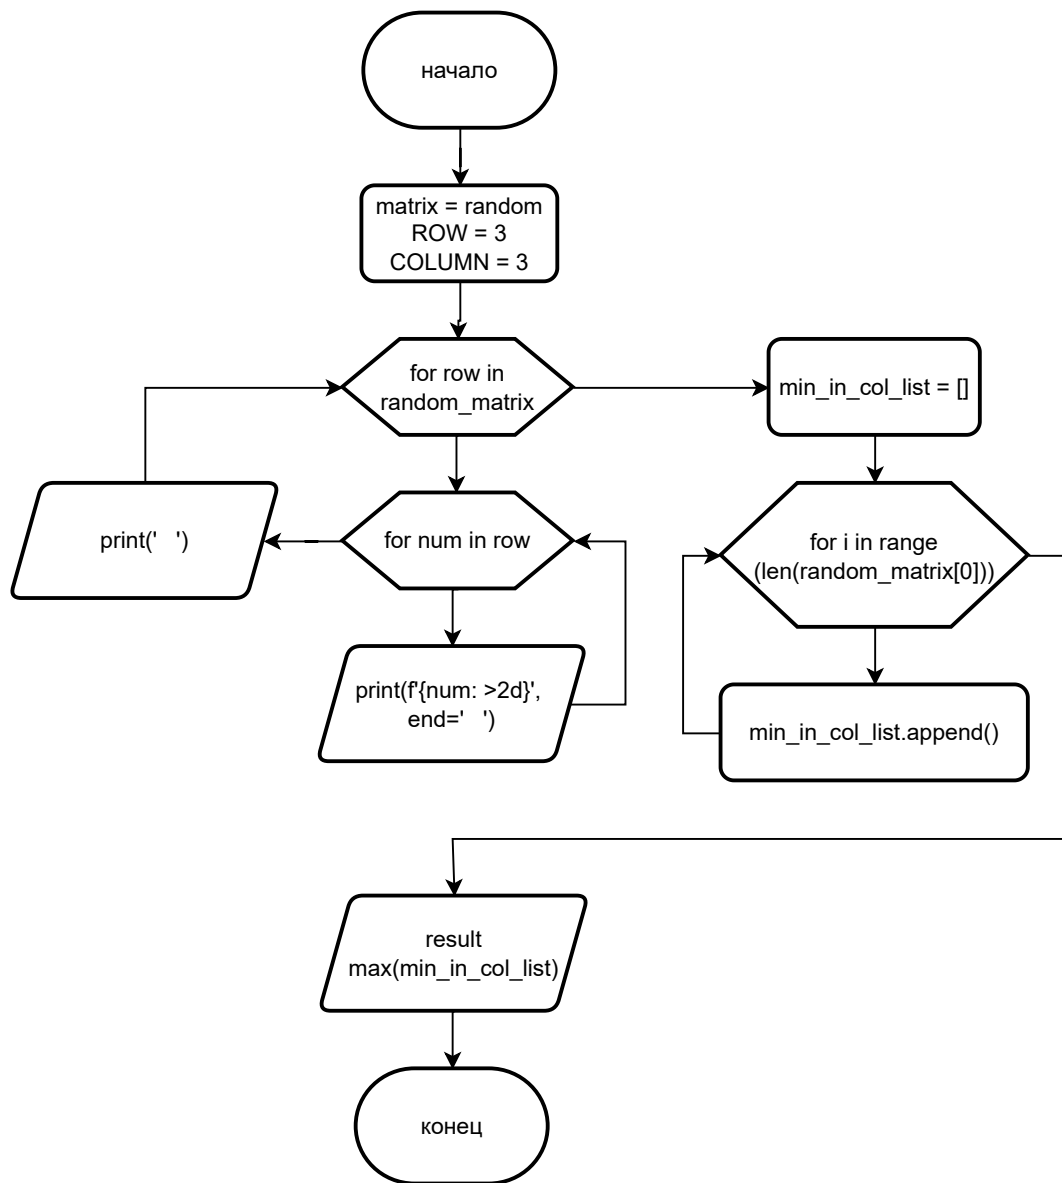 начало
matrix = random
ROW = 3
COLUMN = 3
for row in
random_matrix
min_in_col_list = []
print('   ')
for num in row
for i in range
(len(random_matrix[0]))
print(f'{num: >2d}',
end='   ')
min_in_col_list.append()
result
max(min_in_col_list)
конец